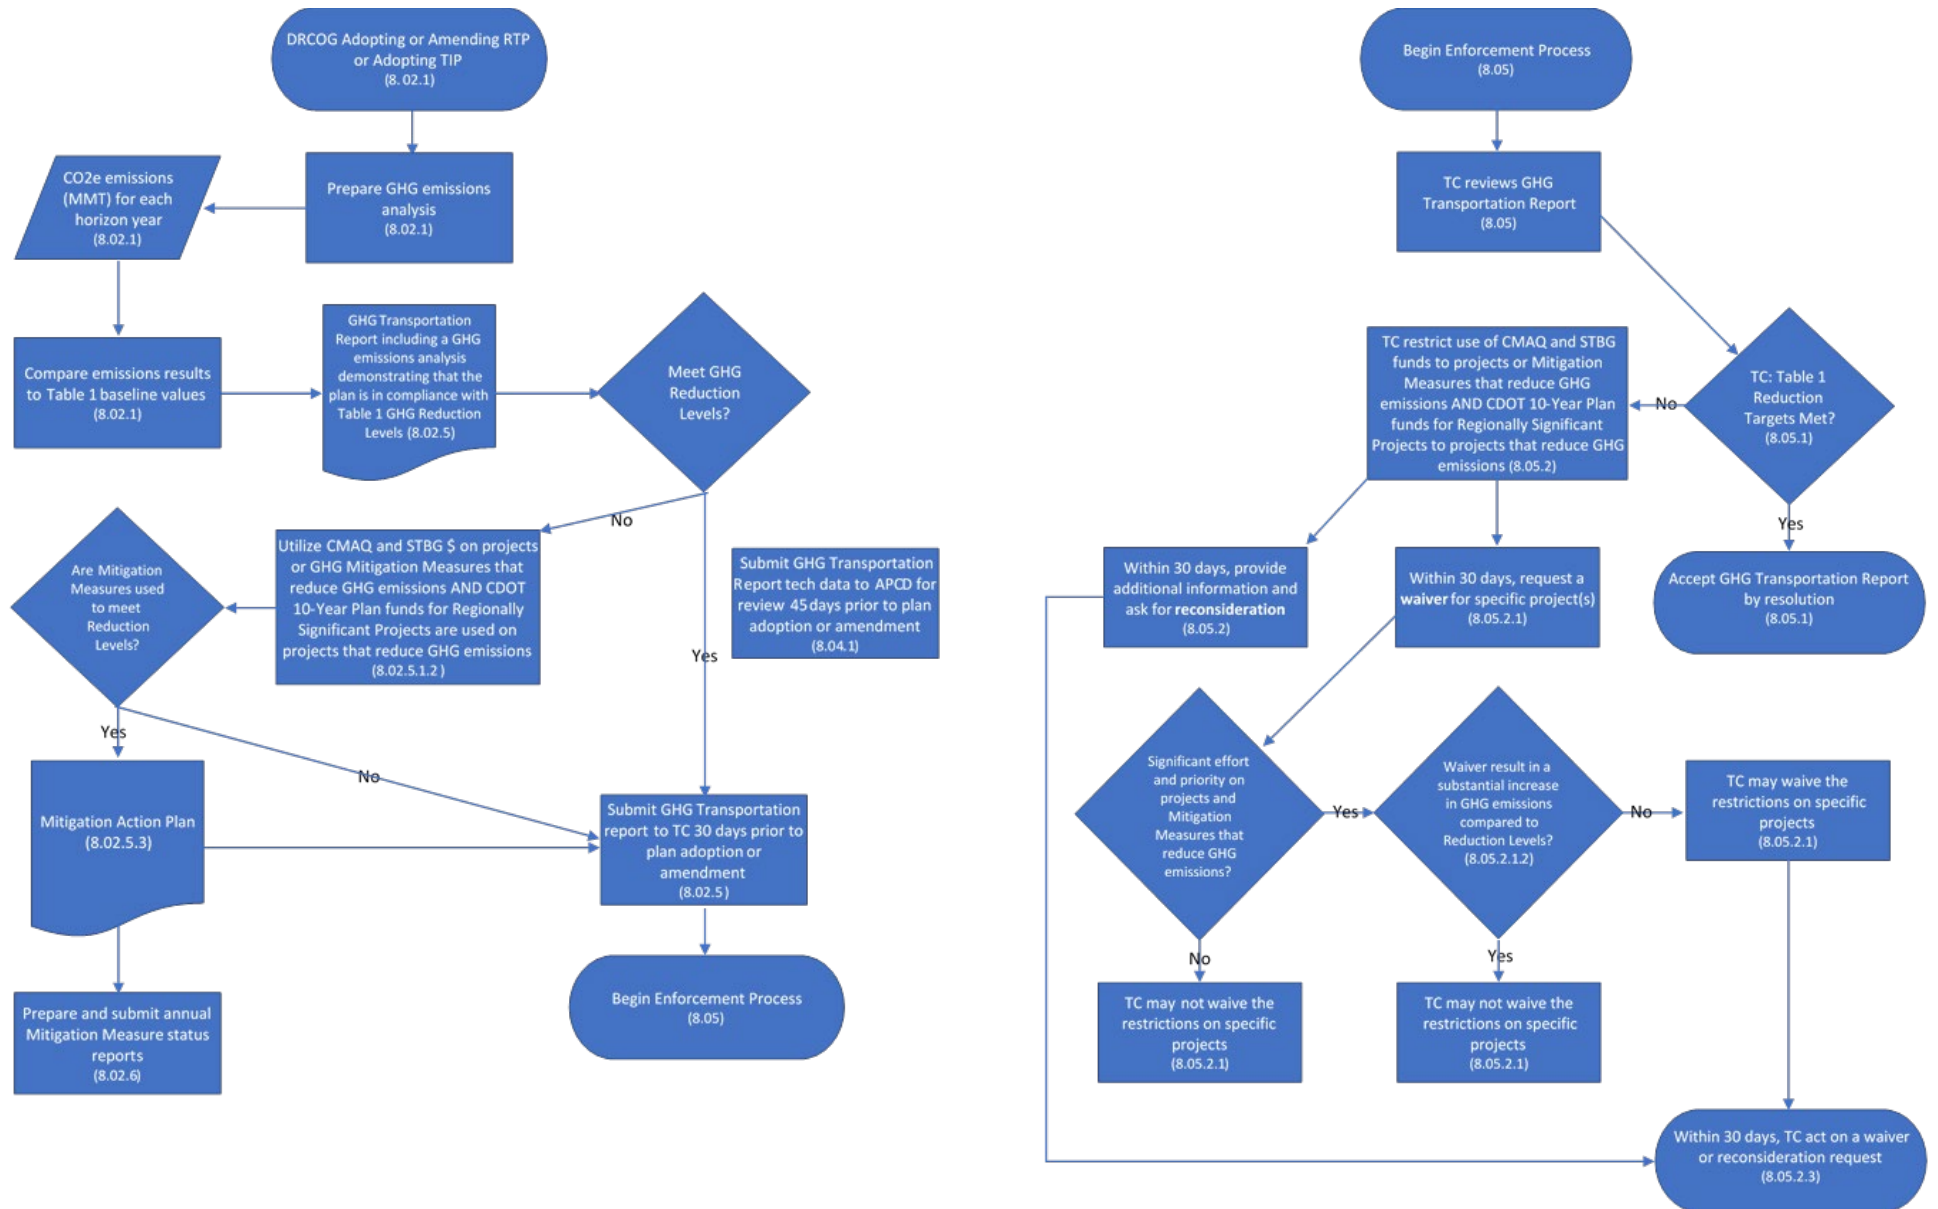 DRCOG Adopting or Amending RTP
or Adopting TIP
(8. 02.1)
Prepare GHG emissions
analysis
(8.02.1)
CO2e emissions
(MMT) for each
horizon year
(8.02.1)
Compare emissions results
to Table 1 baseline values
(8.02.1)
GHG Transportation
Report including a GHG
emissions analysis
demonstrating that the
plan is in compliance with
Table 1 GHG Reduction
Levels (8.02.5)
Meet GHG
Reduction
Levels?
No
Yes
Utilize CMAQ and STBG $ on projects
or GHG Mitigation Measures that
reduce GHG emissions AND CDOT
10-Year Plan funds for Regionally
Significant Projects are used on
projects that reduce GHG emissions
(8.02.5.1.2 )
Submit GHG Transportation
Report tech data to APCD for
review 45 days prior to plan
adoption or amendment
(8.04.1)
Are Mitigation
Measures used
to meet
Reduction
Levels?
Yes
No
Mitigation Action Plan
(8.02.5.3)
Submit GHG Transportation
report to TC 30 days prior to
plan adoption or
amendment
(8.02.5)
Prepare and submit annual
Mitigation Measure status
reports
(8.02.6)
Begin Enforcement Process
(8.05)
Begin Enforcement Process
(8.05)
TC reviews GHG
Transportation Report
(8.05)
TC: Table 1
Reduction
Targets Met?
(8.05.1)
No
Yes
TC restrict use of CMAQ and STBG
funds to projects or Mitigation
Measures that reduce GHG
emissions AND CDOT 10-Year Plan
funds for Regionally Significant
Projects to projects that reduce GHG
emissions (8.05.2)
Accept GHG Transportation Report
by resolution
(8.05.1)
Within 30 days, provide
additional information and
ask for reconsideration
(8.05.2)
Within 30 days, request a
waiver for specific project(s)
(8.05.2.1)
Significant effort
and priority on
projects and
Mitigation
Measures that
reduce GHG
emissions?
Yes
No
Waiver result in a
substantial increase
in GHG emissions
compared to
Reduction Levels?
(8.05.2.1.2)
No
Yes
TC may waive the
restrictions on specific
projects
(8.05.2.1)
TC may not waive the
restrictions on specific
projects
(8.05.2.1)
TC may not waive the
restrictions on specific
projects
(8.05.2.1)
Within 30 days, TC act on a waiver
or reconsideration request
(8.05.2.3)